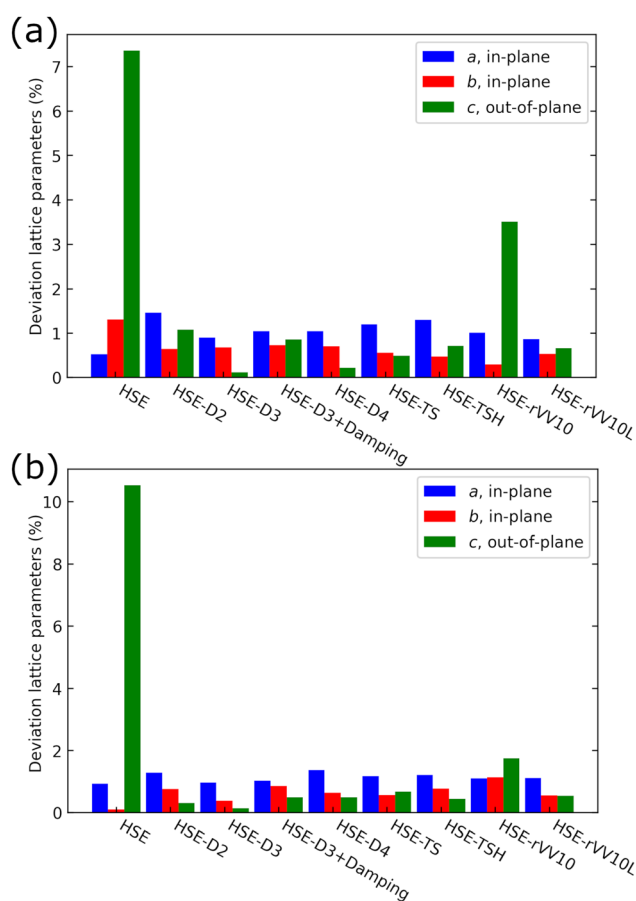 (a)
Deviation lattice parameters (%)
7
6
5
4
3
2
1
0
a, in-plane
b, in-plane
c, out-of-plane
HSE
HSE-D2
HSE-D3
HSE-D3+Damping
HSE-D4
HSE-TS
HSE-TSH
HSE-rVV10
HSE-rVV10L
(b)
Deviation lattice parameters (%)
10
8
6
4
2
0
a, in-plane
b, in-plane
c, out-of-plane
HSE
HSE-D2
HSE-D3
HSE-D3+Damping
HSE-D4
HSE-TS
HSE-TSH
HSE-rVV10
HSE-rVV10L